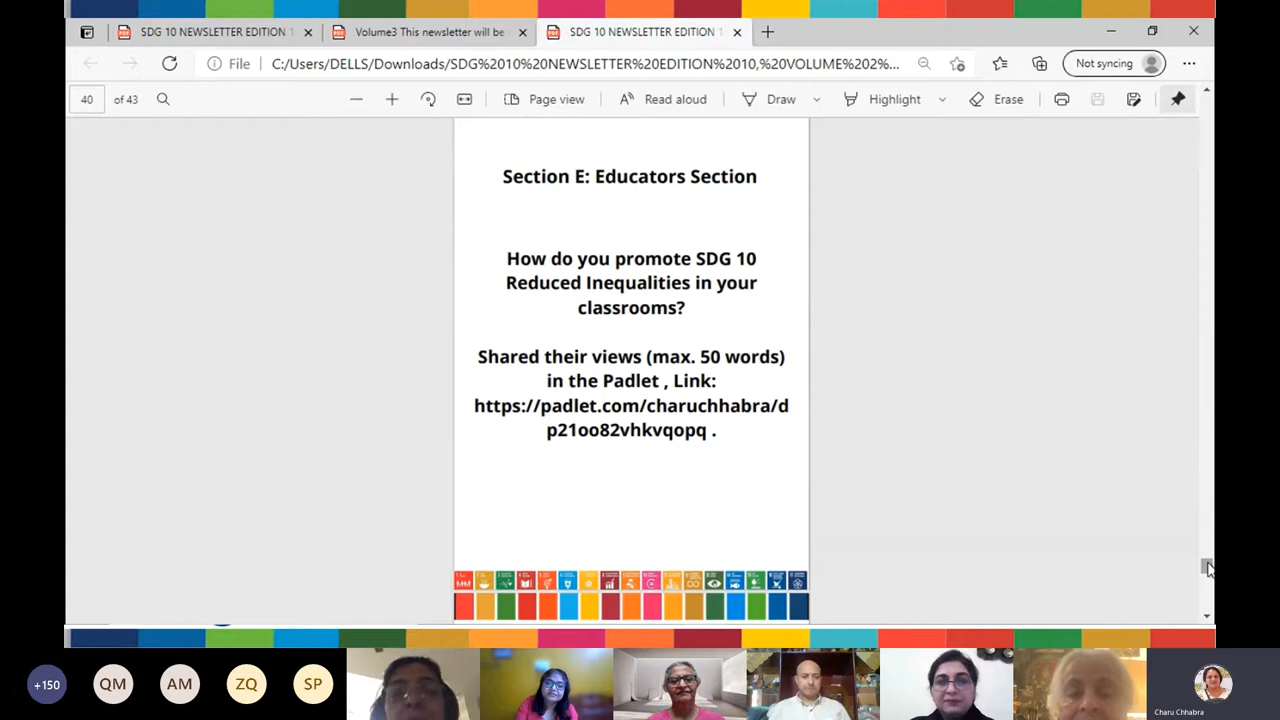 SDG 10 NEWSLETTER EDITION 1
Volume3 This newsletter will be
SDG 10 NEWSLETTER EDITION 1
File
C:/Users/DELLS/Downloads/SDG%2010%20NEWSLETTER%20EDITION%2010,%20VOLUME%202%...
Not syncing
40 of 43
Page view
Read aloud
Draw
Highlight
Erase
Section E: Educators Section
How do you promote SDG 10
Reduced Inequalities in your
classrooms?
Shared their views (max. 50 words)
in the Padlet , Link:
https://padlet.com/charuchhabra/d
p21oo82vhkvqopq .
+150
QM
AM
ZQ
SP
Charu Chhabra